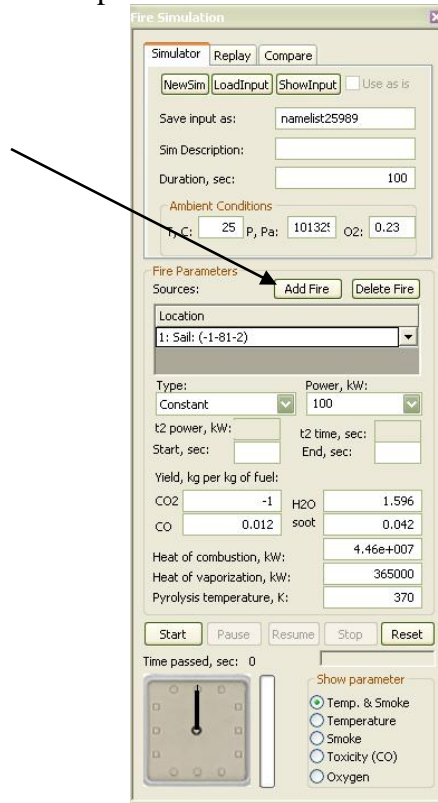 Fire Simulation
Simulator Replay Compare
NewSim LoadInput ShowInput Use as is
Save input as: namelist25989
Sim Description:
Duration, sec: 100
Ambient Conditions
T, C: 25 P, Pa: 10132 O2: 0.23
Fire Parameters
Sources: Add Fire Delete Fire
Location
1: Sail: (-1-81-2)
Type: Power, kW:
Constant 100
t2 power, kW: t2 time, sec:
Start, sec: End, sec:
Yield, kg per kg of fuel:
CO2 -1 H2O 1.596
CO 0.012 soot 0.042
Heat of combustion, kW: 4.46e+007
Heat of vaporization, kW: 365000
Pyrolysis temperature, K: 370
Start Pause Resume Stop Reset
Time passed, sec: 0
Show parameter
Temp. & Smoke
Temperature
Smoke
Toxicity (CO)
Oxygen